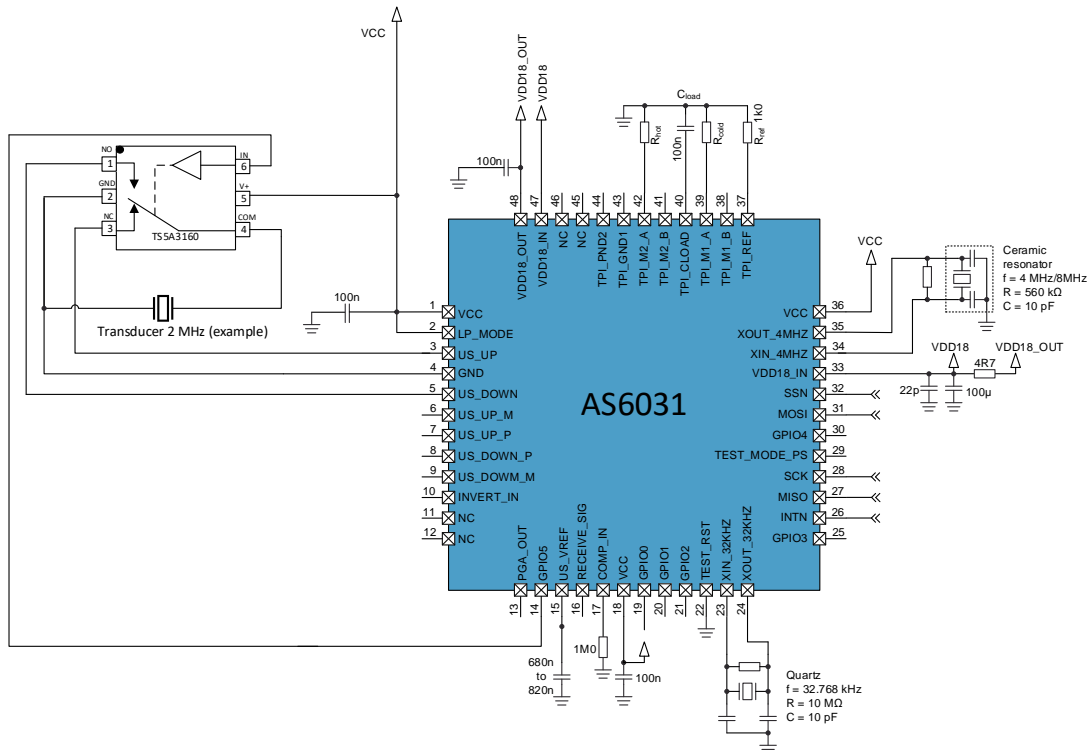 VCC
VDD18_OUT
VDD18
100n
NO
1
GND
2
NC
3
IN
6
V+
5
COM
4
TS5A3160
Transducer 2 MHz (example)
100n
Cload
Rhot
100n
Rcold
Rref 1k0
48
47
46
45
44
43
42
41
40
39
38
37
VDD18_OUT
VDD18_IN
NC
NC
TPI_PND2
TPI_GND1
TPI_M2_A
TPI_M2_B
TPI_CLOAD
TPI_M1_A
TPI_M1_B
TPI_REF
1 VCC
2 LP_MODE
3 US_UP
4 GND
5 US_DOWN
6 US_UP_M
7 US_UP_P
8 US_DOWN_P
9 US_DOWM_M
10 INVERT_IN
11 NC
12 NC
AS6031
VCC 36
XOUT_4MHZ 35
XIN_4MHZ 34
VDD18_IN 33
SSN 32
MOSI 31
GPIO4 30
TEST_MODE_PS 29
SCK 28
MISO 27
INTN 26
GPIO3 25
VCC
Ceramic
resonator
f = 4 MHz/8MHz
R = 560 kΩ
C = 10 pF
VDD18
VDD18_OUT
4R7
22p
100µ
PGA_OUT
GPIO5
US_VREF
RECEIVE_SIG
COMP_IN
VCC
GPIO0
GPIO1
GPIO2
TEST_RST
XIN_32KHZ
XOUT_32KHZ
13
14
15
16
17
18
19
20
21
22
23
24
680n
to
820n
1M0
100n
Quartz
f = 32.768 kHz
R = 10 MΩ
C = 10 pF